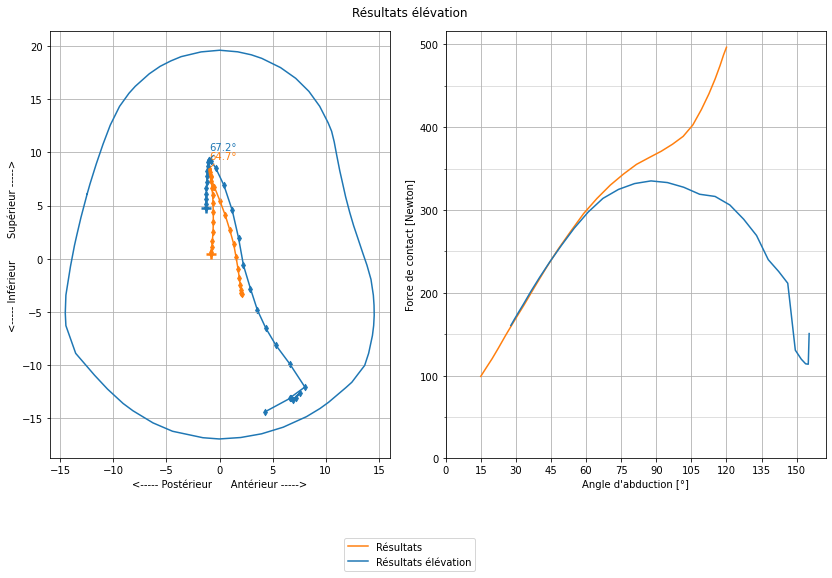 Résultats élévation
20
15
10
5
0
−5
−10
−15
<----- Inférieur Supérieur ----->
67.2°
64.7°
−15 −10 −5 0 5 10 15
<----- Postérieur Antérieur ----->
500
400
300
200
100
0
Force de contact [Newton]
0 15 30 45 60 75 90 105 120 135 150
Angle d'abduction [°]
Résultats
Résultats élévation